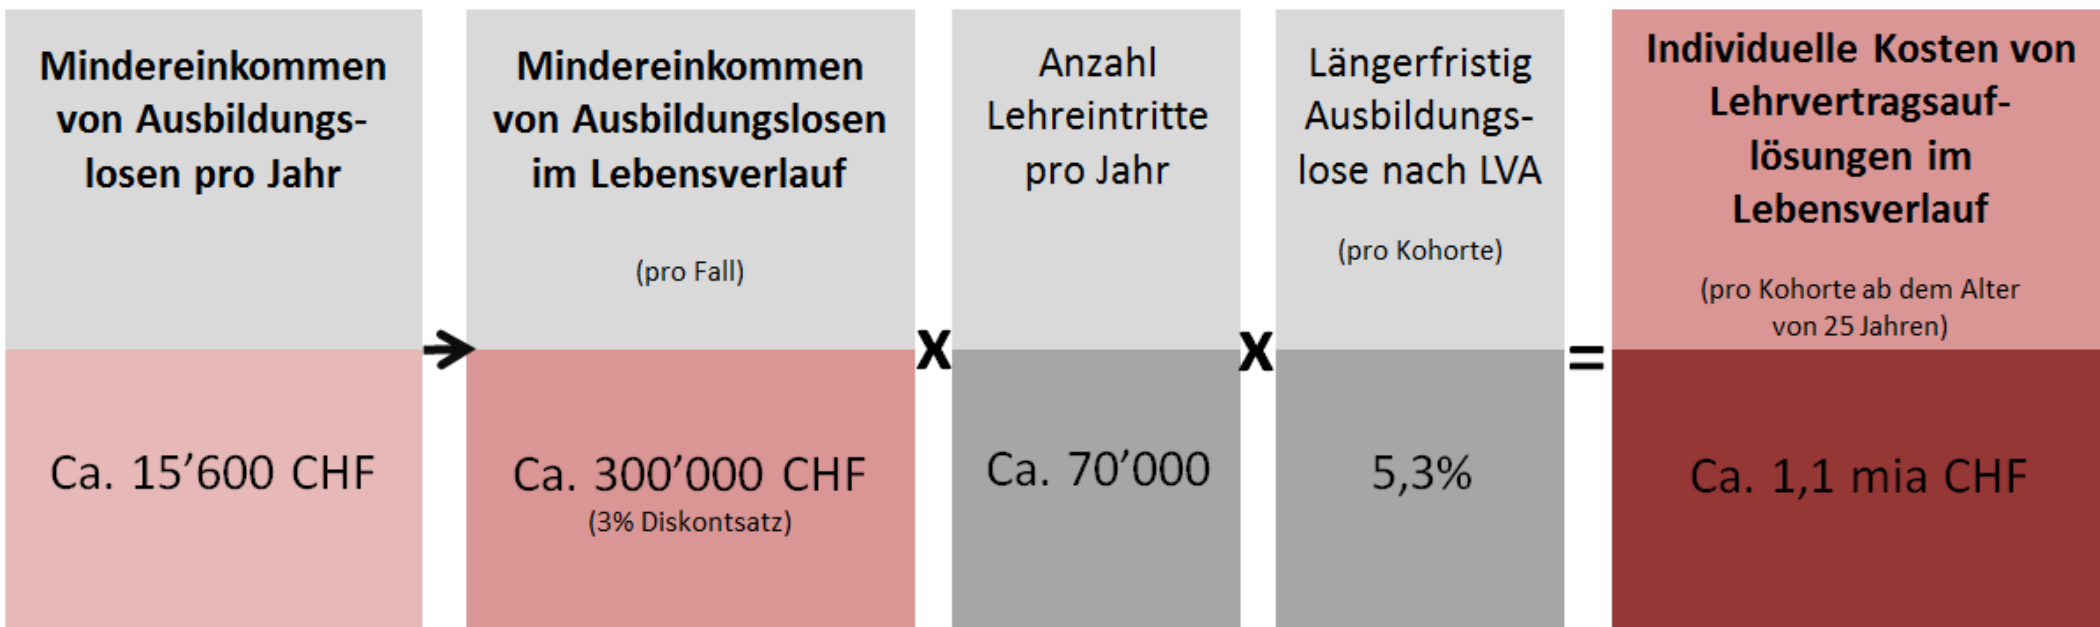 Mindereinkommen
von Ausbildungs-
losen pro Jahr
Ca. 15’600 CHF
➔
Mindereinkommen
von Ausbildungslosen
im Lebensverlauf
(pro Fall)
Ca. 300’000 CHF
(3% Diskontsatz)
X
Anzahl
Lehreintritte
pro Jahr
Ca. 70’000
X
Längerfristig
Ausbildungs-
lose nach LVA
(pro Kohorte)
5,3%
=
Individuelle Kosten von
Lehrvertragsauf-
lösungen im
Lebensverlauf
(pro Kohorte ab dem Alter
von 25 Jahren)
Ca. 1,1 mia CHF